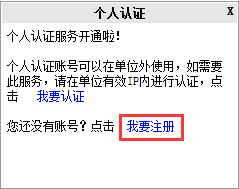 个人认证 X
个人认证服务开通啦！
个人认证账号可以在单位外使用，如需要
此服务，请在单位有效IP内进行认证，点
击 我要认证
您还没有账号？点击 我要注册